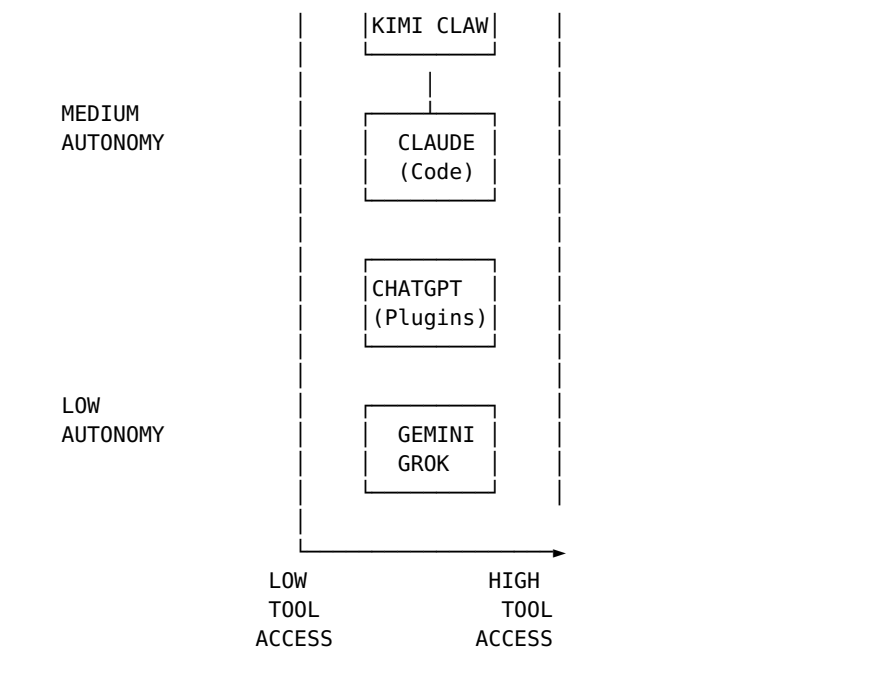 KIMI CLAW
MEDIUM
AUTONOMY
CLAUDE
(Code)
CHATGPT
(Plugins)
LOW
AUTONOMY
GEMINI
GROK
LOW HIGH
TOOL TOOL
ACCESS ACCESS